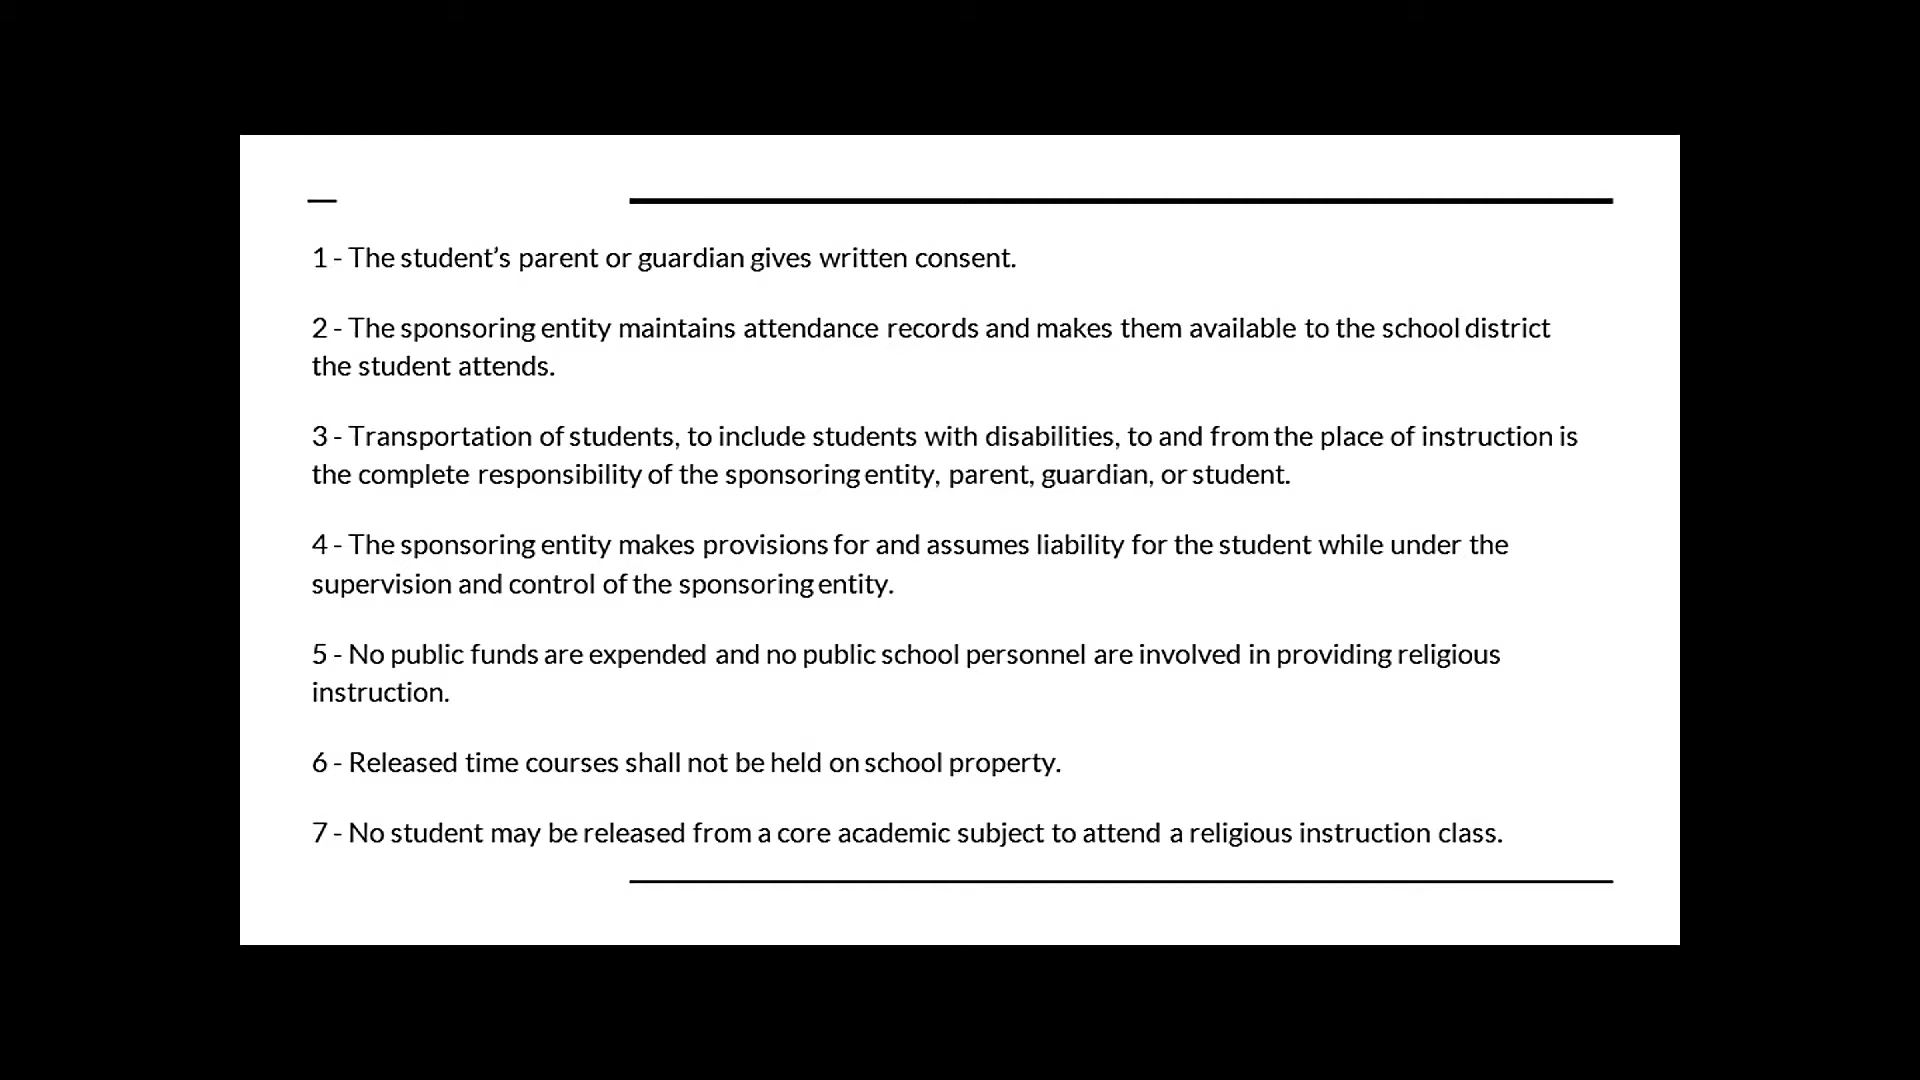 1 - The student’s parent or guardian gives written consent.
2 - The sponsoring entity maintains attendance records and makes them available to the school district
the student attends.
3 - Transportation of students, to include students with disabilities, to and from the place of instruction is
the complete responsibility of the sponsoring entity, parent, guardian, or student.
4 - The sponsoring entity makes provisions for and assumes liability for the student while under the
supervision and control of the sponsoring entity.
5 - No public funds are expended and no public school personnel are involved in providing religious
instruction.
6 - Released time courses shall not be held on school property.
7 - No student may be released from a core academic subject to attend a religious instruction class.